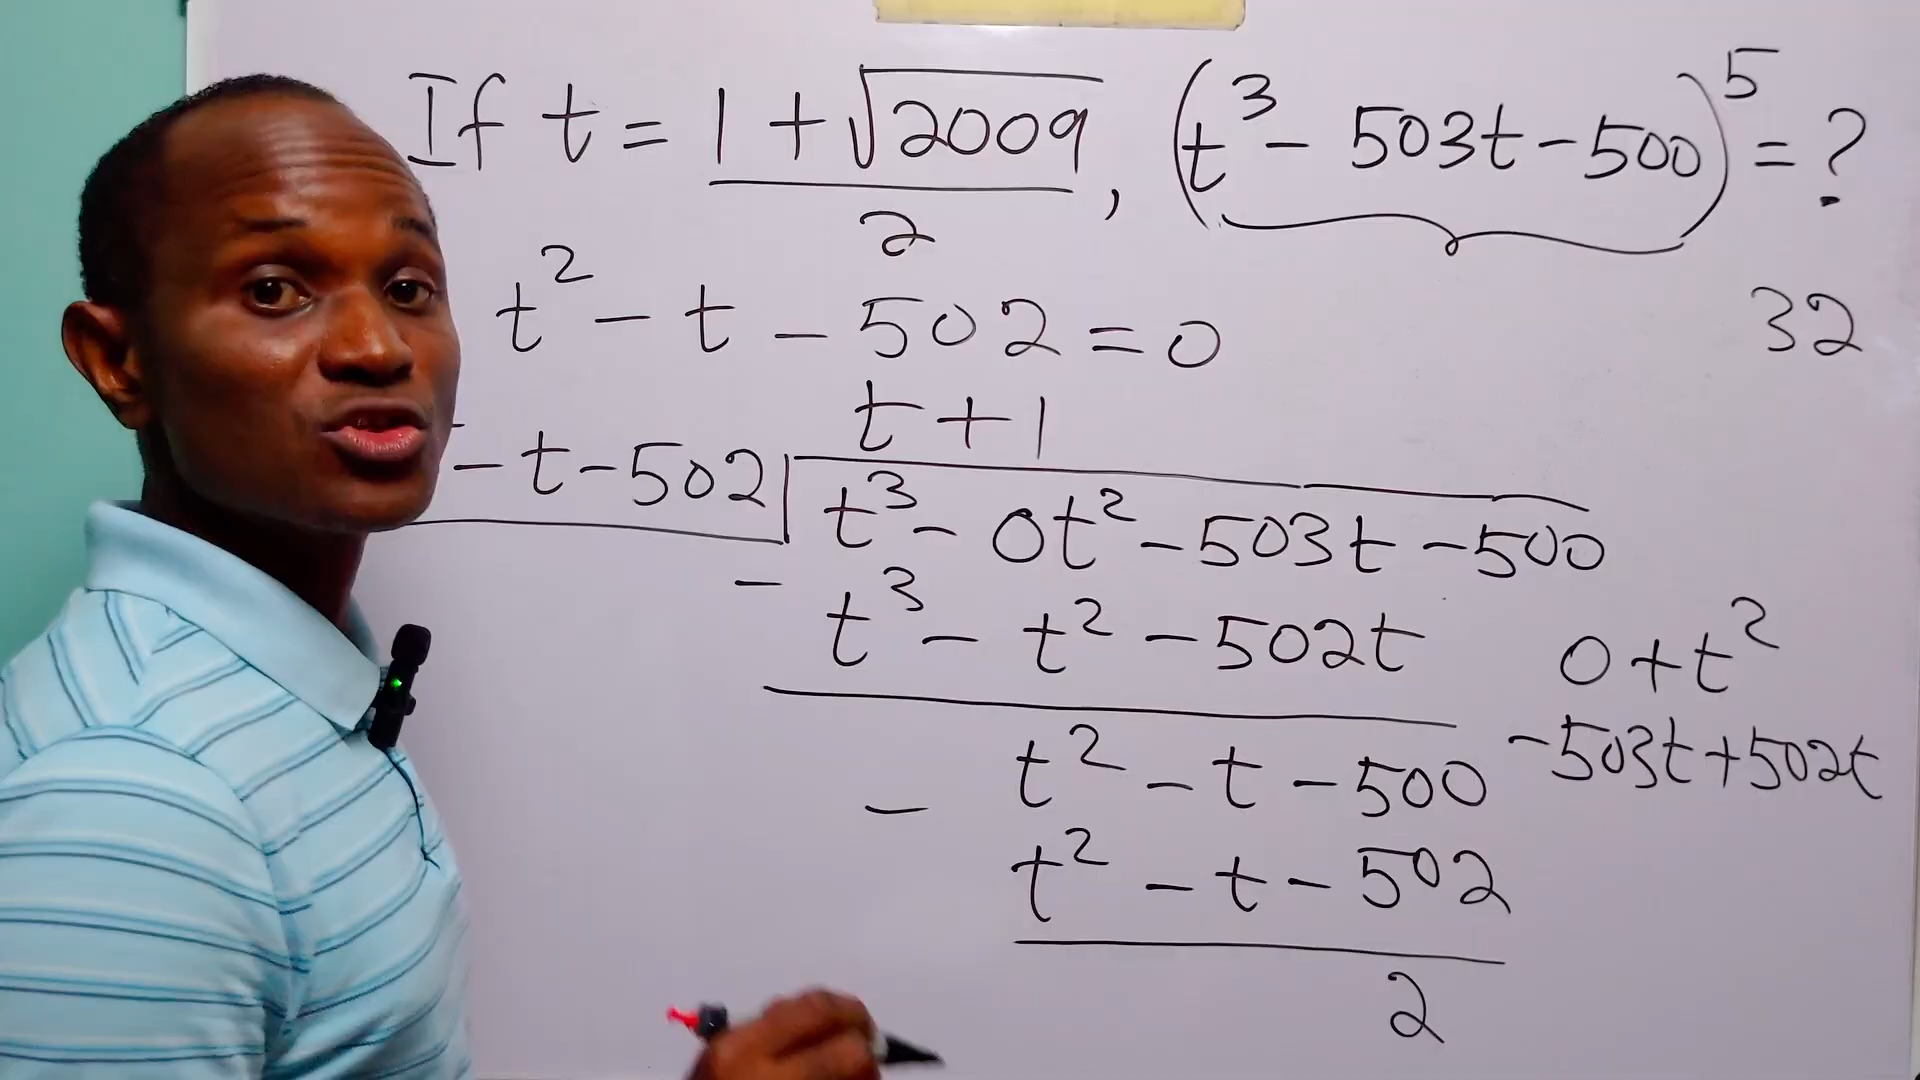 If t = (1 + √2009)/2, (t³ - 503t - 500)⁵ = ?
t² - t - 502 = 0
32
t + 1
- t - 502 | t³ - 0t² - 503t - 500
- t³ - t² - 502t
0 + t²
t² - t - 500
-503t + 502t
- t² - t - 502
2